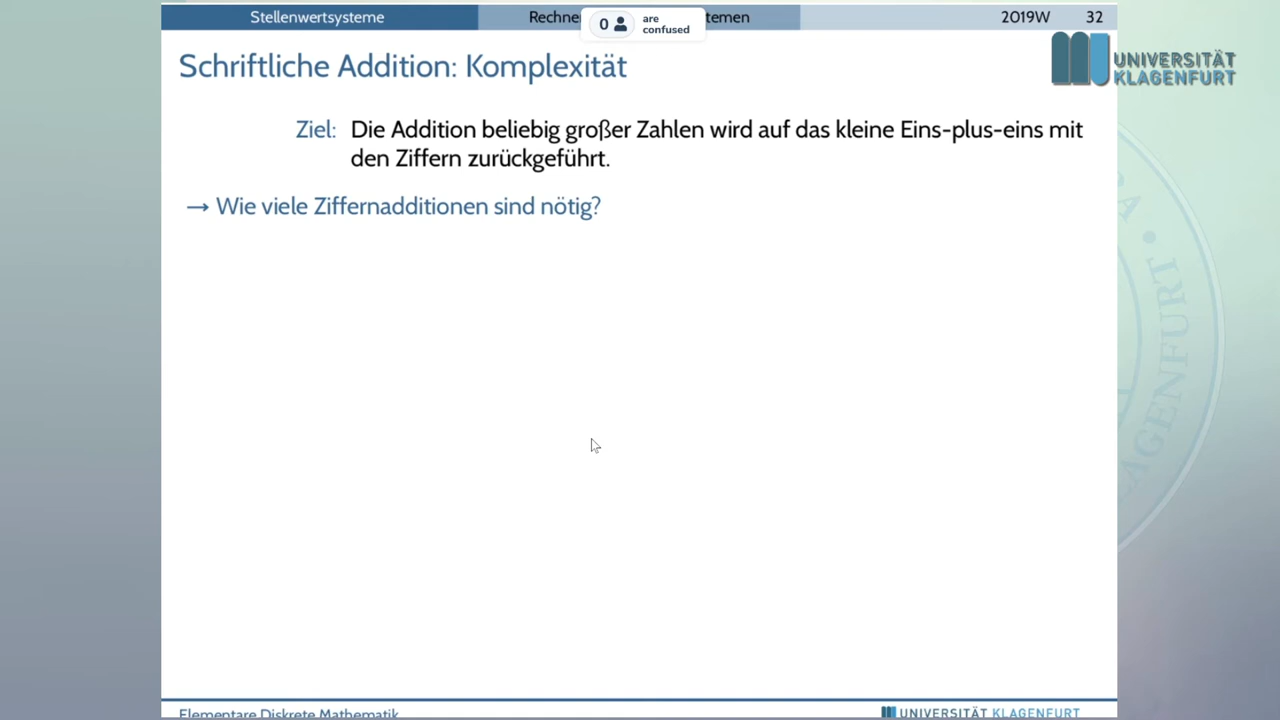 Stellenwertsysteme
Rechne
temen
2019W 32
0 are confused
Schriftliche Addition: Komplexität
UNIVERSITÄT
KLAGENFURT
Ziel: Die Addition beliebig großer Zahlen wird auf das kleine Eins-plus-eins mit
den Ziffern zurückgeführt.
→ Wie viele Ziffernadditionen sind nötig?
KLAGENFURT
Elementare Diskrete Mathematik
UNIVERSITÄT KLAGENFURT